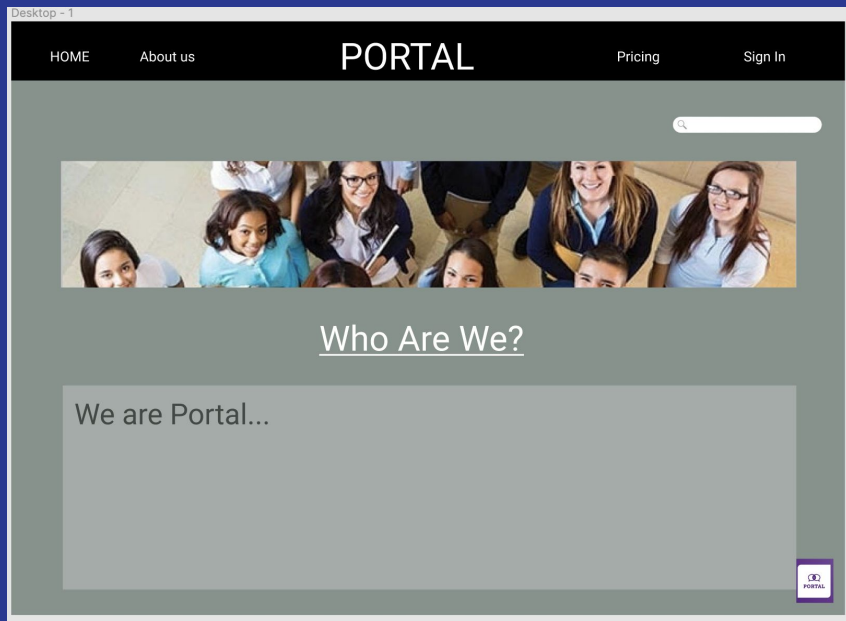 Desktop - 1
HOME About us PORTAL Pricing Sign In
Who Are We?
We are Portal...
PORTAL